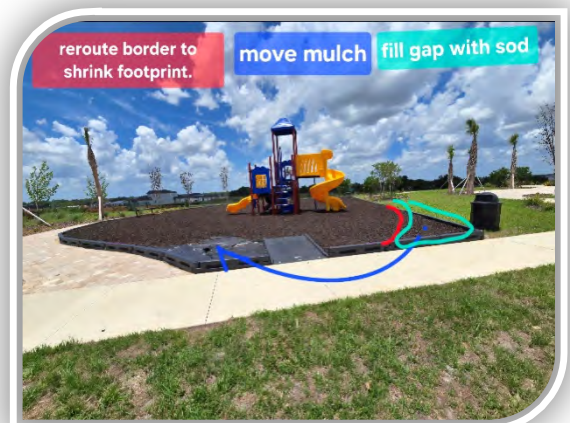 reroute border to
shrink footprint.
move mulch
fill gap with sod